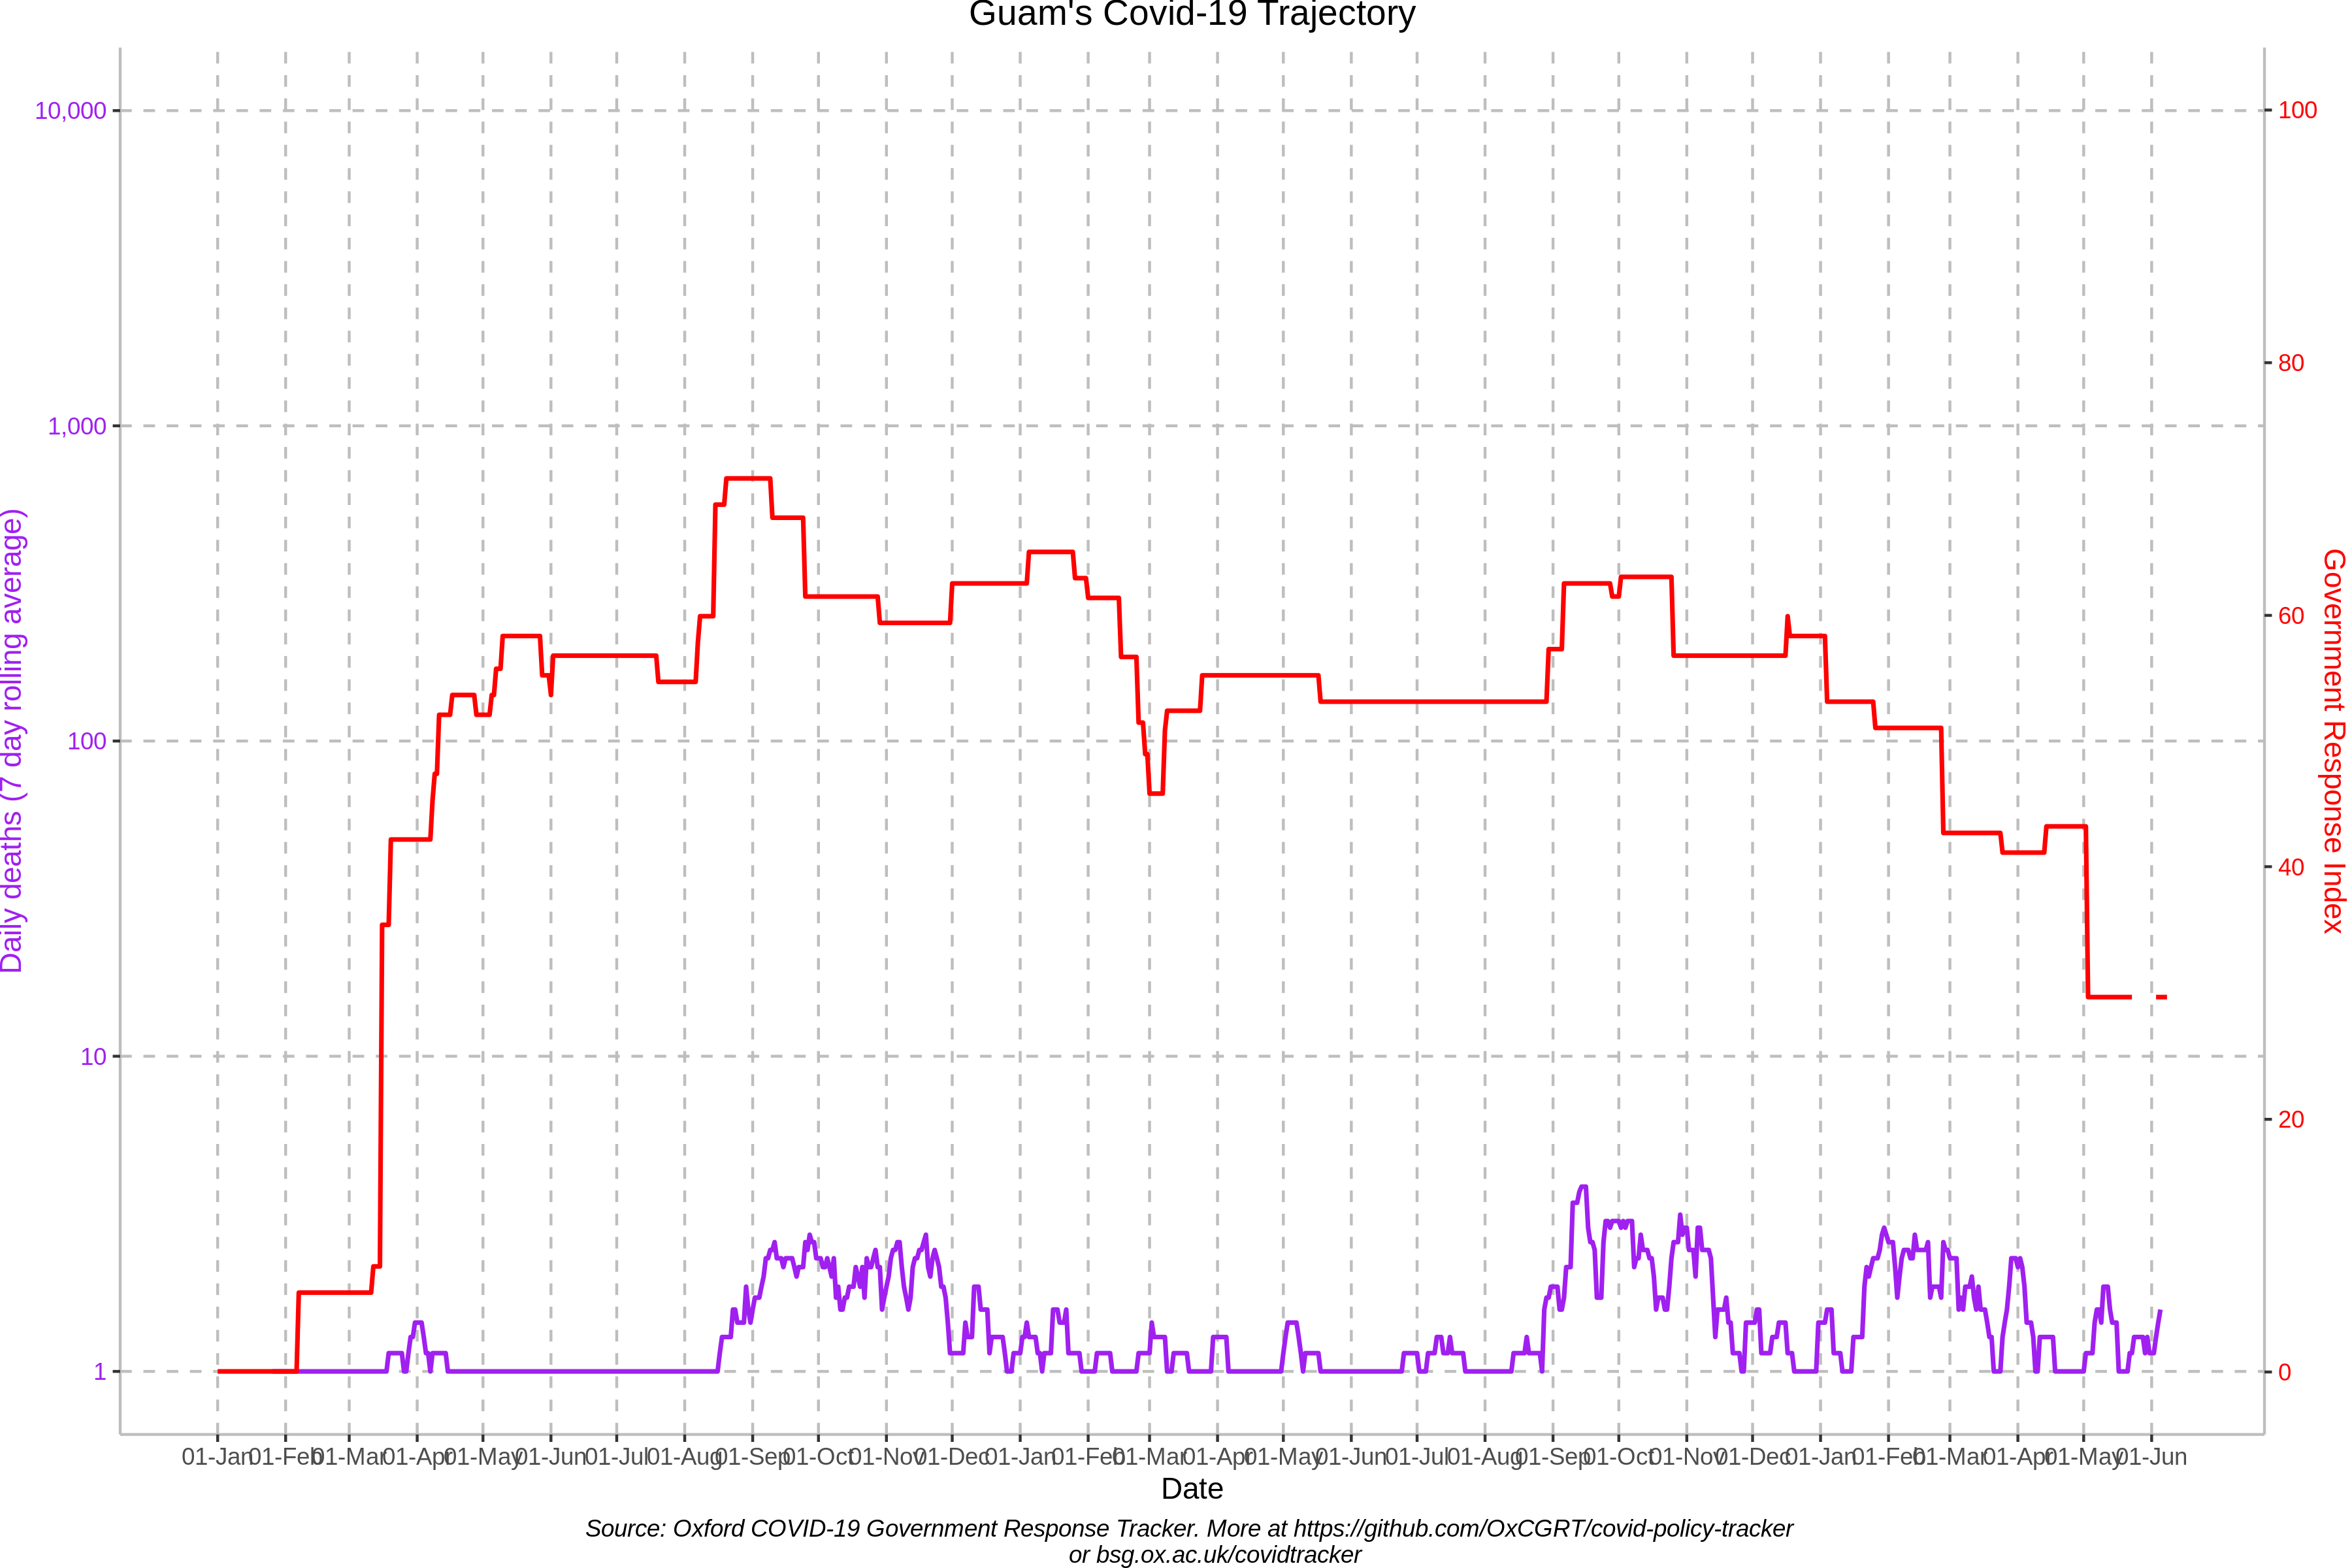 Guam's Covid-19 Trajectory
10,000
1,000
100
10
1
Daily deaths (7 day rolling average)
100
80
60
40
20
0
Government Response Index
01-Jan 01-Feb 01-Mar 01-Apr 01-May 01-Jun 01-Jul 01-Aug 01-Sep 01-Oct 01-Nov 01-Dec 01-Jan 01-Feb 01-Mar 01-Apr 01-May 01-Jun 01-Jul 01-Aug 01-Sep 01-Oct 01-Nov 01-Dec 01-Jan 01-Feb 01-Mar 01-Apr 01-May 01-Jun
Date
Source: Oxford COVID-19 Government Response Tracker. More at https://github.com/OxCGRT/covid-policy-tracker
or bsg.ox.ac.uk/covidtracker